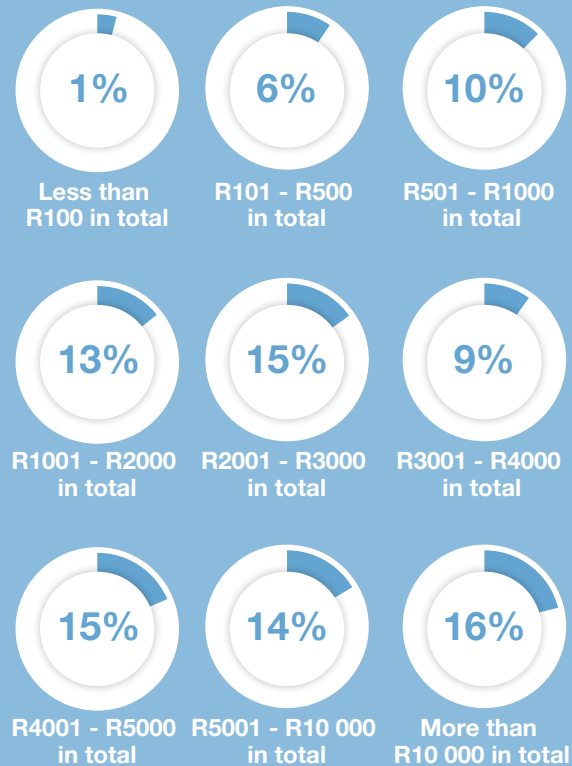 1%
6%
10%
Less than
R100 in total
R101 - R500
in total
R501 - R1000
in total
13%
15%
9%
R1001 - R2000
in total
R2001 - R3000
in total
R3001 - R4000
in total
15%
14%
16%
R4001 - R5000
in total
R5001 - R10 000
in total
More than
R10 000 in total